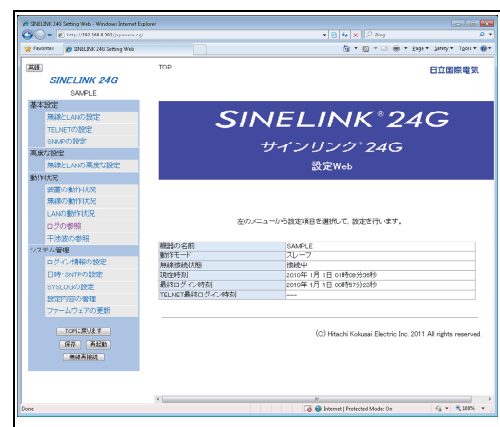 SINELINK 24G Setting Web - Windows Internet Explorer
Bing
Favorites
SINELINK 24G Setting Web
Page
Safety
Tools
英語
SINELINK 24G
SAMPLE
基本設定
無線とLANの設定
TELNETの設定
SNMPの設定
高度な設定
無線とLANの高度な設定
動作状況
装置の動作状況
無線の動作状況
LANの動作状況
ログの参照
干渉波の参照
システム管理
ログイン情報の設定
日時・SNTPの設定
SYSLOGの設定
設定内容の管理
ファームウェアの更新
TOPに戻ります
保存 再起動
無線再接続
TOP
日立国際電気
SINELINK® 24G
サインリンク® 24G
設定Web
左のメニューから設定項目を選択して、設定を行います。
機器の名前 SAMPLE
動作モード スレーブ
無線接続状態 接続中
現在時刻 2010年 1月 1日 01時09分36秒
最終ログイン時刻 2010年 1月 1日 00時57分23秒
TELNET最終ログイン時刻 ----
(C) Hitachi Kokusai Electric Inc. 2011 All rights reserved.
Done
Internet | Protected Mode: On
100%